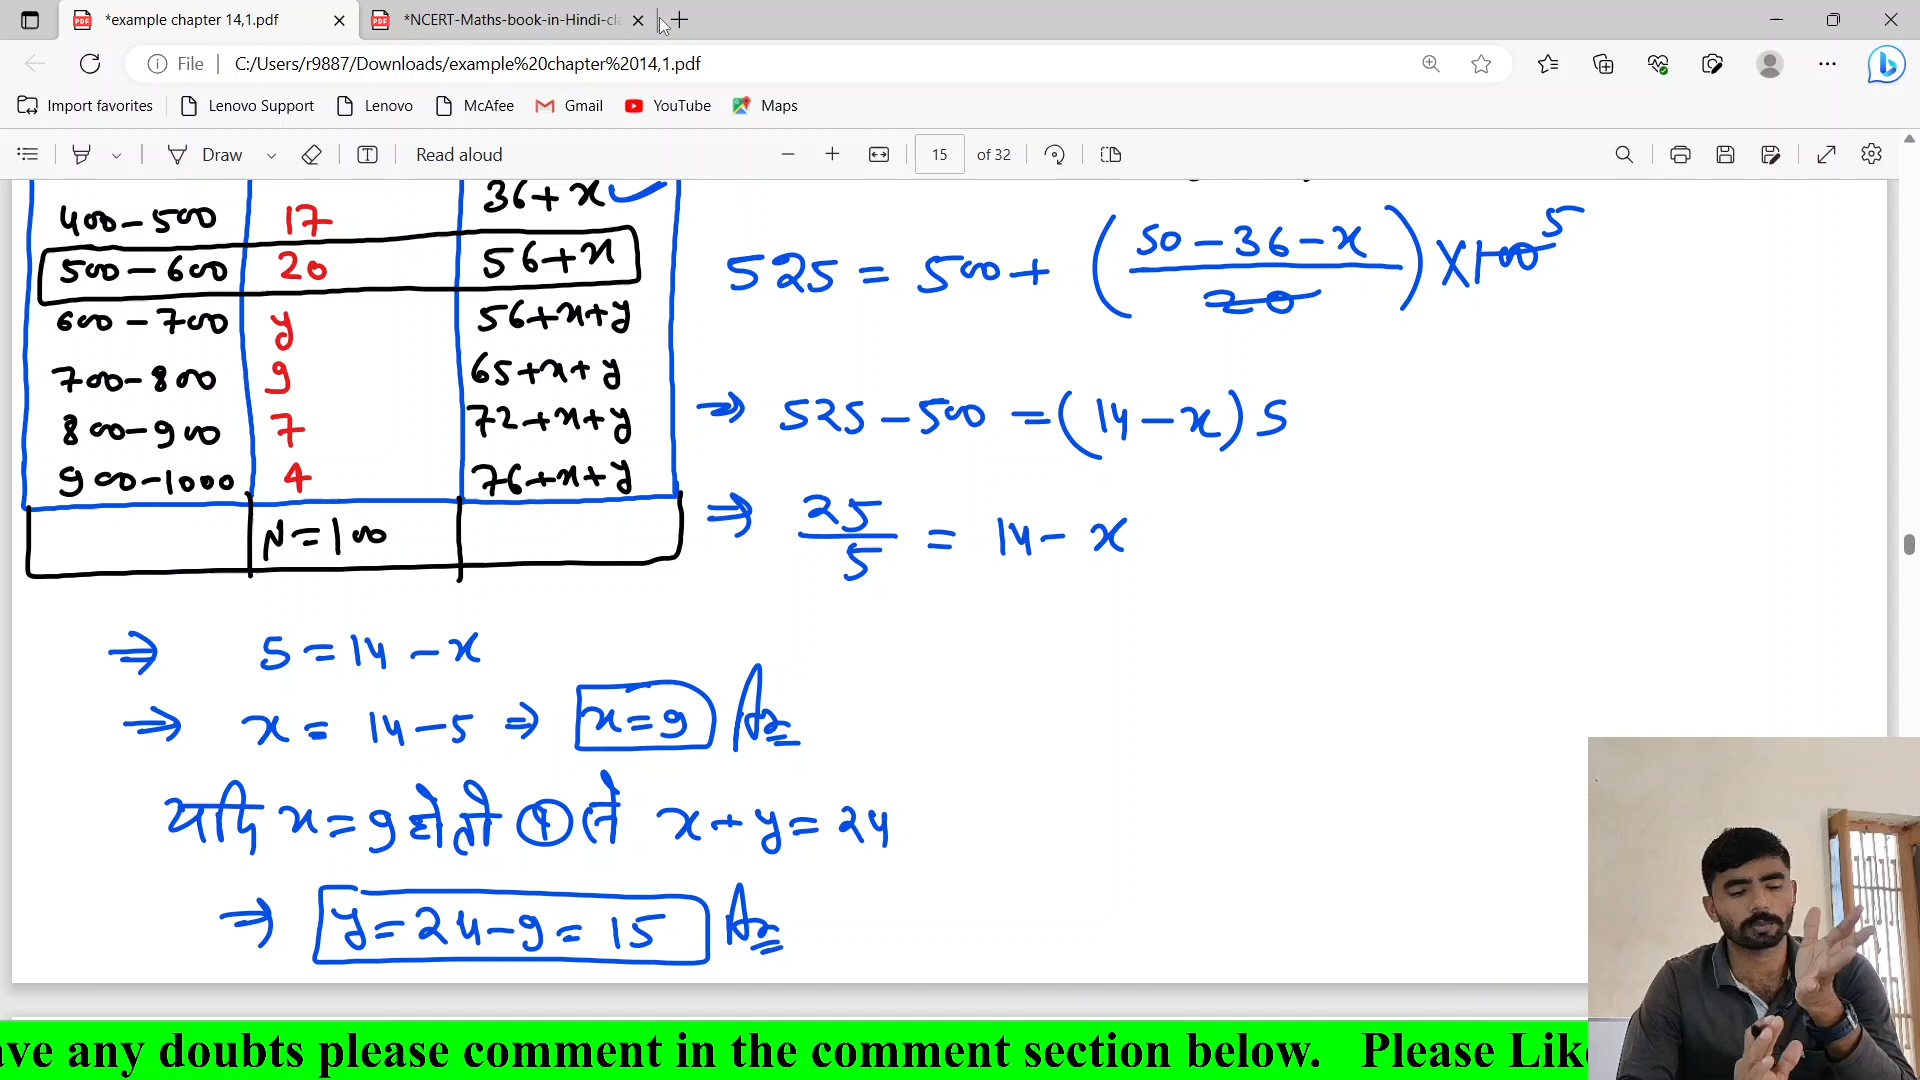 *example chapter 14,1.pdf
*NCERT-Maths-book-in-Hindi-cla
File
C:/Users/r9887/Downloads/example%20chapter%2014,1.pdf
Import favorites
Lenovo Support
Lenovo
McAfee
Gmail
YouTube
Maps
Draw
Read aloud
15 of 32
36+x
400-500 17
500-600 20 56+x
600-700 y 56+x+y
700-800 9 65+x+y
800-900 7 72+x+y
900-1000 4 76+x+y
N=100
525 = 500 + (50-36-x / 20) X 100 5
⇒ 525-500 = (14-x) 5
⇒ 25/5 = 14-x
⇒ 5 = 14-x
⇒ x = 14-5 ⇒ x=9 Ans
यदि x=9 हो तो ① से x+y=24
⇒ y=24-9=15 Ans
ave any doubts please comment in the comment section below. Please Lik